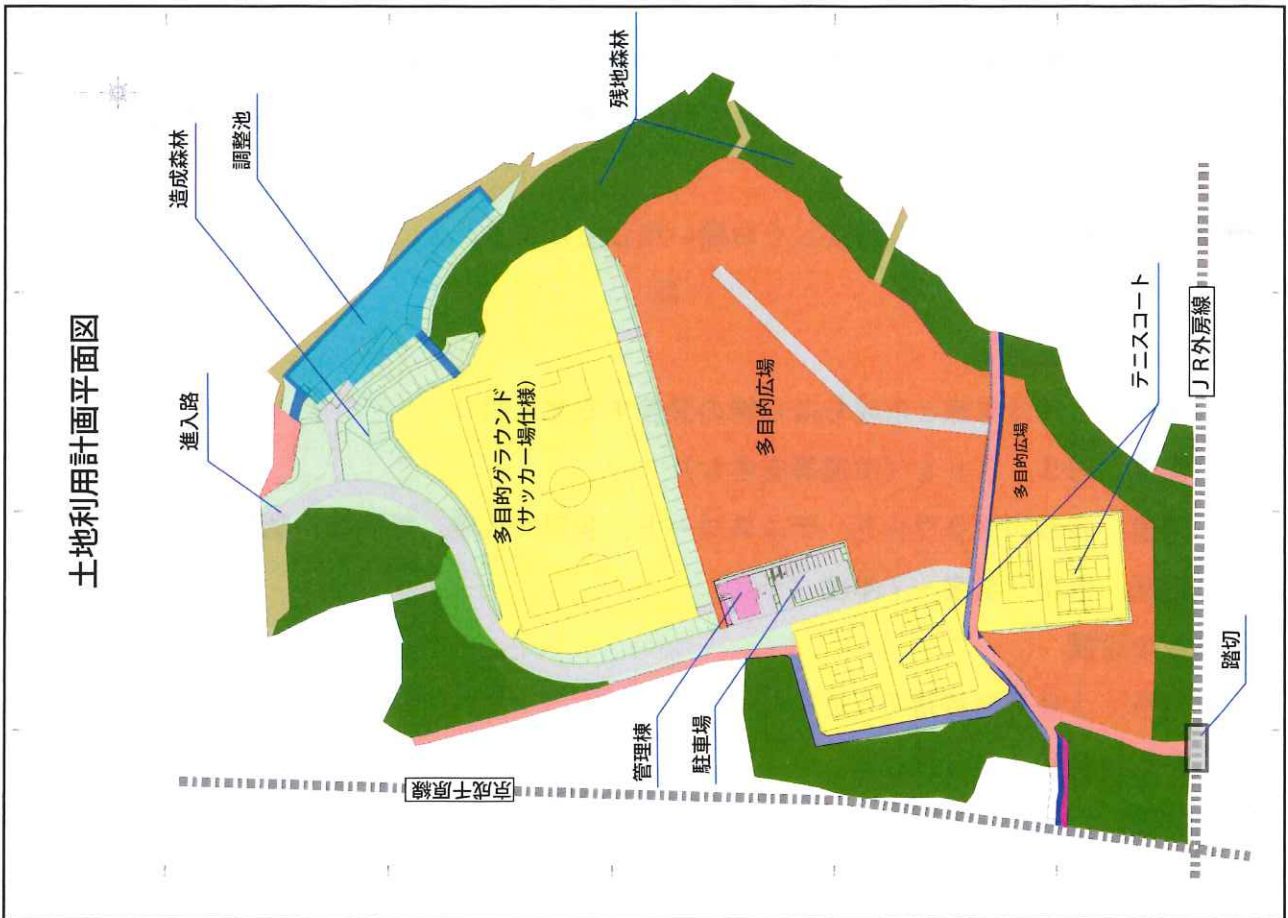 土地利用計画平面図
進入路
造成森林
調整池
残地森林
多目的グラウンド
（サッカー場仕様）
多目的広場
多目的広場
管理棟
駐車場
テニスコート
踏切
京成千原線
ＪＲ外房線